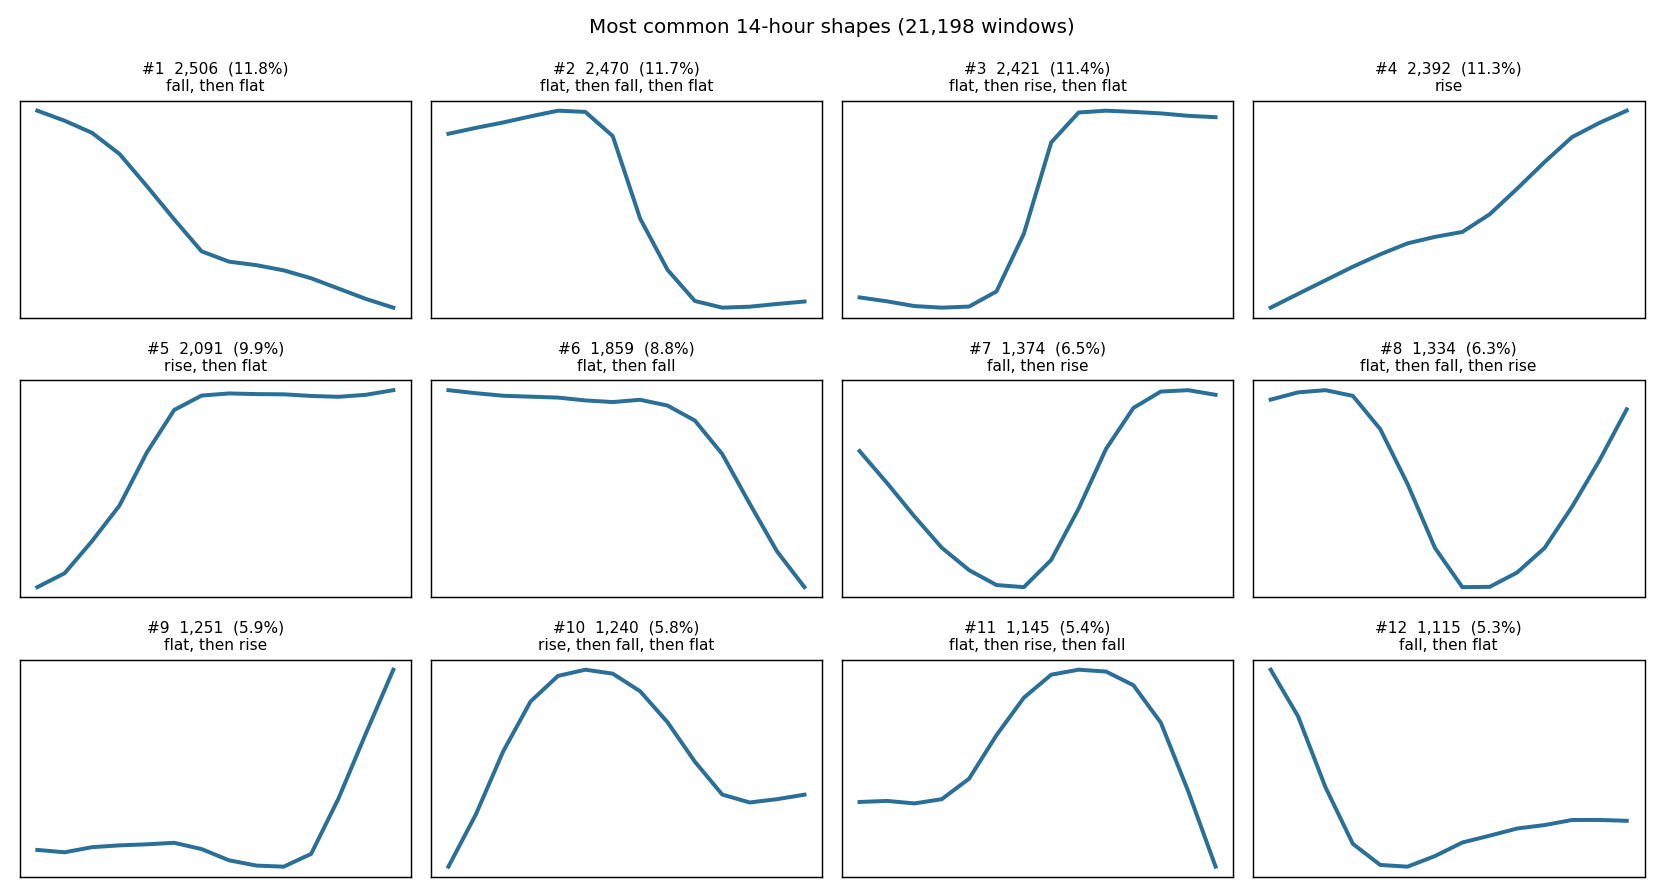 Most common 14-hour shapes (21,198 windows)
#1  2,506  (11.8%)
fall, then flat
#2  2,470  (11.7%)
flat, then fall, then flat
#3  2,421  (11.4%)
flat, then rise, then flat
#4  2,392  (11.3%)
rise
#5  2,091  (9.9%)
rise, then flat
#6  1,859  (8.8%)
flat, then fall
#7  1,374  (6.5%)
fall, then rise
#8  1,334  (6.3%)
flat, then fall, then rise
#9  1,251  (5.9%)
flat, then rise
#10  1,240  (5.8%)
rise, then fall, then flat
#11  1,145  (5.4%)
flat, then rise, then fall
#12  1,115  (5.3%)
fall, then flat